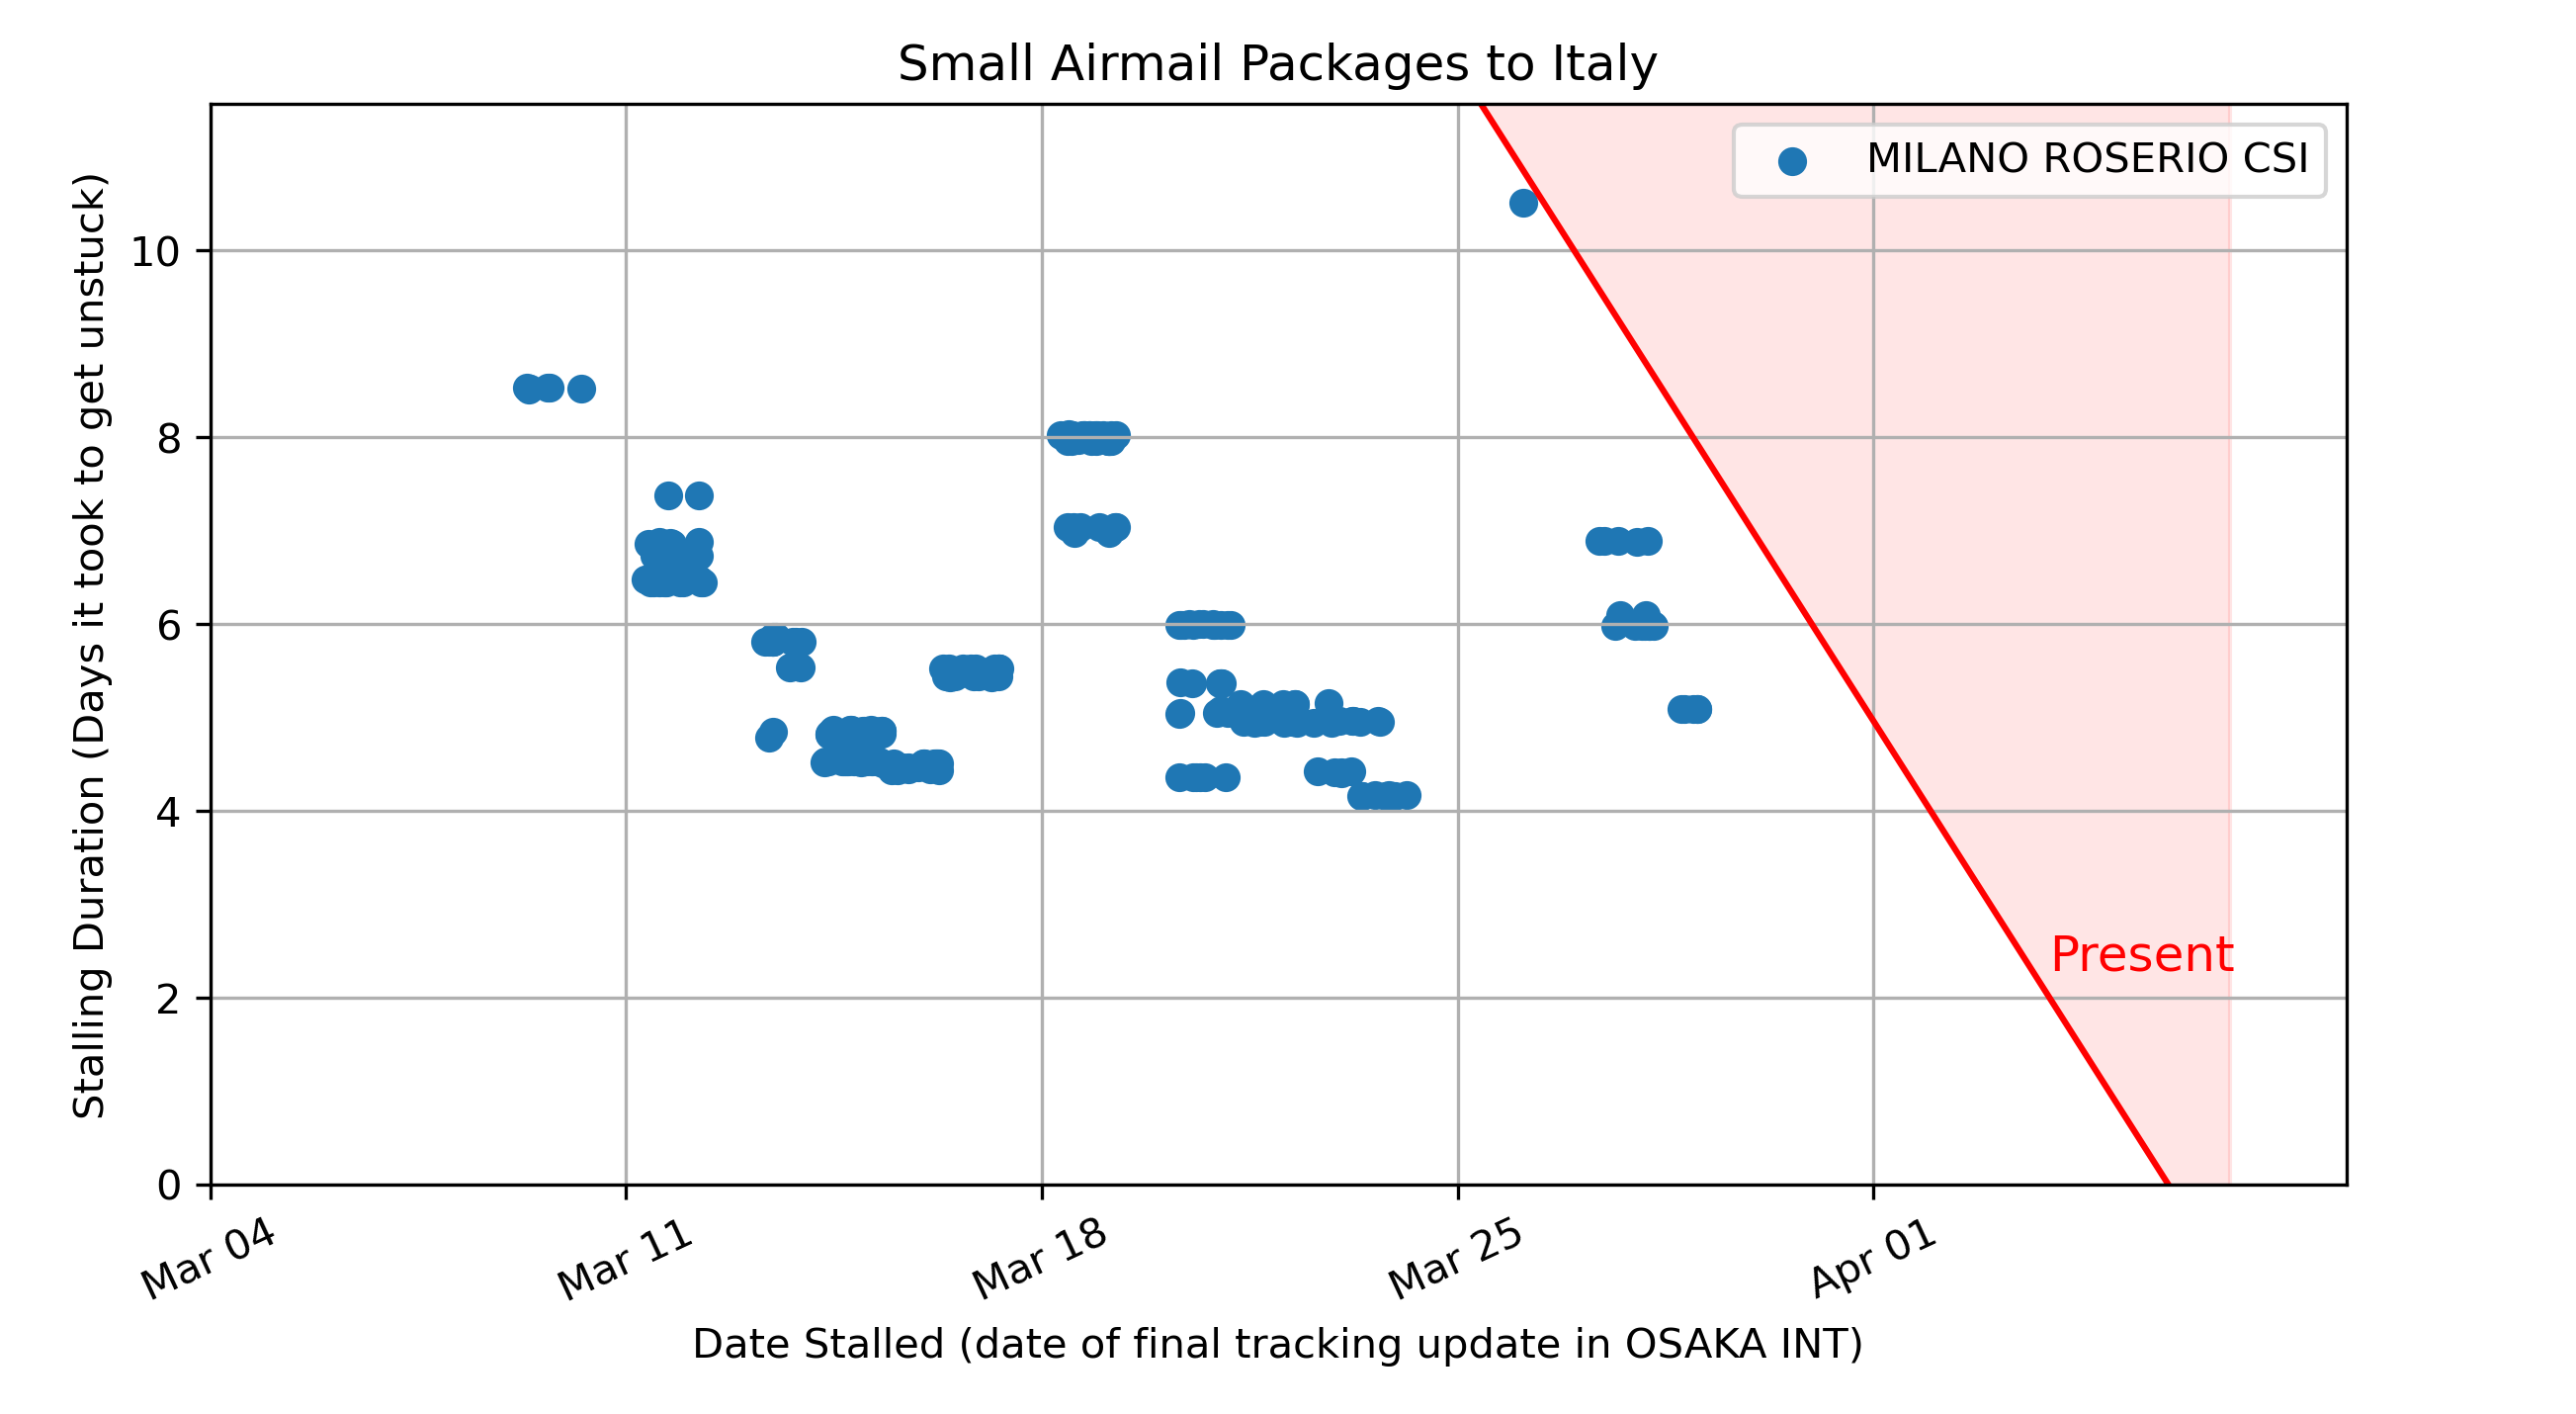 Small Airmail Packages to Italy
MILANO ROSERIO CSI
Stalling Duration (Days it took to get unstuck)
10
8
6
4
2
0
Present
Mar 04
Mar 11
Mar 18
Mar 25
Apr 01
Date Stalled (date of final tracking update in OSAKA INT)